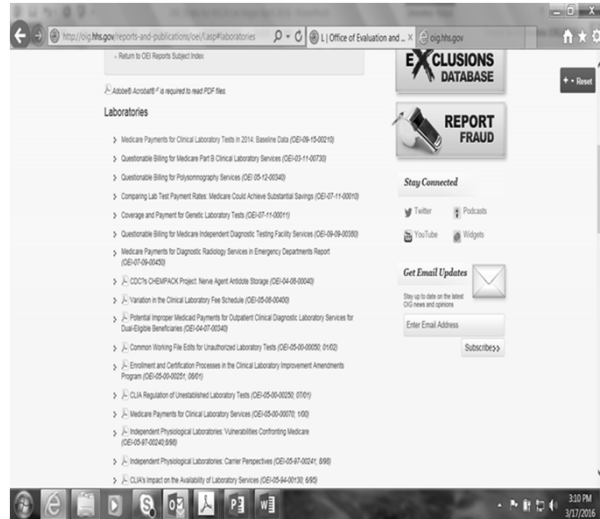 http://oig.hhs.gov/reports-and-publications/oei/l.asp#laboratories
L | Office of Evaluation and ...
oig.hhs.gov
Return to OEI Reports Subject Index
Adobe® Acrobat® is required to read PDF files.
Laboratories
Medicare Payments for Clinical Laboratory Tests in 2014: Baseline Data (OEI-09-15-00210)
Questionable Billing for Medicare Part B Clinical Laboratory Services (OEI-03-11-00730)
Questionable Billing for Polysomnography Services (OEI 05-12-00340)
Comparing Lab Test Payment Rates: Medicare Could Achieve Substantial Savings (OEI-07-11-00010)
Coverage and Payment for Genetic Laboratory Tests (OEI-07-11-00011)
Questionable Billing for Medicare Independent Diagnostic Testing Facility Services (OEI-09-09-00380)
Medicare Payments for Diagnostic Radiology Services in Emergency Departments Report
(OEI-07-09-00450)
CDC?s CHEMPACK Project: Nerve Agent Antidote Storage (OEI-04-08-00040)
Variation in the Clinical Laboratory Fee Schedule (OEI-05-08-00400)
Potential Improper Medicaid Payments for Outpatient Clinical Diagnostic Laboratory Services for
Dual-Eligible Beneficiaries (OEI-04-07-00340)
Common Working File Edits for Unauthorized Laboratory Tests (OEI-05-00-00050; 01/02)
Enrollment and Certification Processes in the Clinical Laboratory Improvement Amendments
Program (OEI-05-00-00251; 08/01)
CLIA Regulation of Unestablished Laboratory Tests (OEI-05-00-00250; 07/01)
Medicare Payments for Clinical Laboratory Services (OEI-05-00-00070; 1/00)
Independent Physiological Laboratories: Vulnerabilities Confronting Medicare
(OEI-05-97-00240;8/98)
Independent Physiological Laboratories: Carrier Perspectives (OEI-05-97-00241; 8/98)
CLIA's Impact on the Availability of Laboratory Services (OEI-05-94-00130; 6/95)
EXCLUSIONS
DATABASE
REPORT
FRAUD
Stay Connected
Twitter
Podcasts
YouTube
Widgets
Get Email Updates
Stay up to date on the latest
OIG news and opinions
Enter Email Address
Subscribe
+ - Reset
3:10 PM
3/17/2016